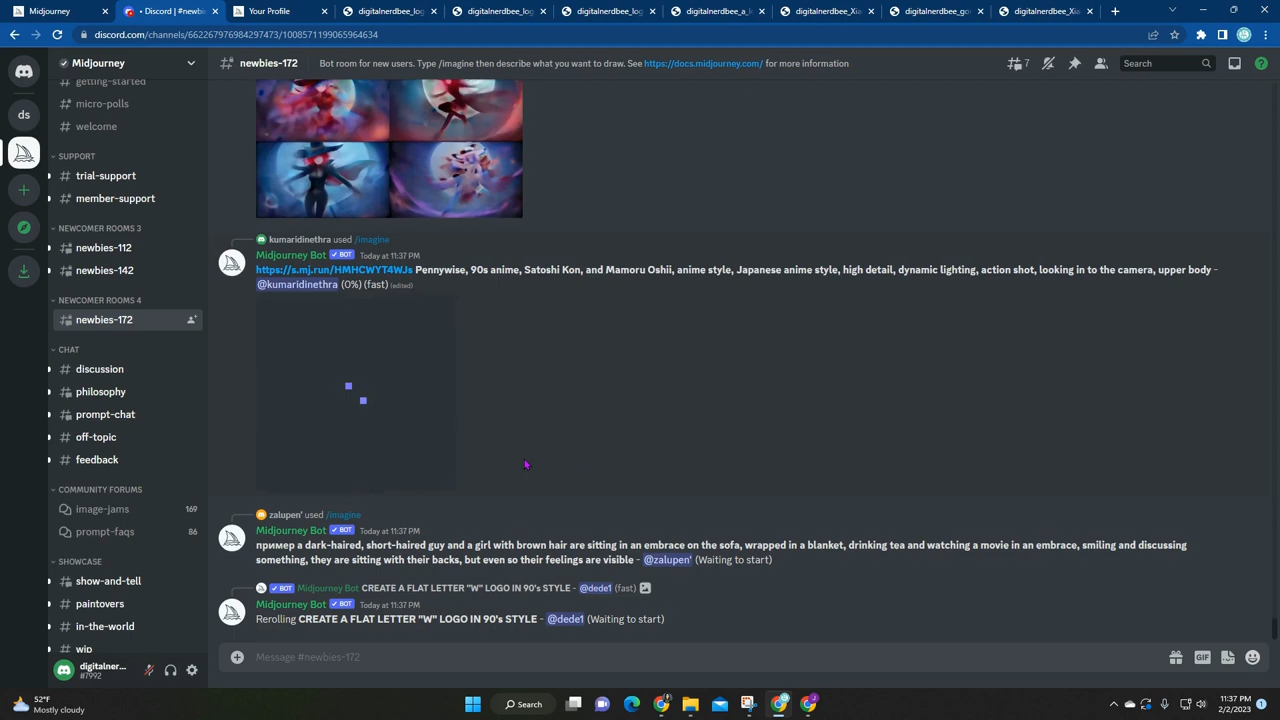 Midjourney
Discord | #newbie
Your Profile
digitalnerdbee_log
digitalnerdbee_log
digitalnerdbee_log
digitalnerdbee_a_l
digitalnerdbee_Xia
digitalnerdbee_go
digitalnerdbee_Xia
discord.com/channels/662267976984297473/1008571199065964634
Midjourney
newbies-172
Bot room for new users. Type /imagine then describe what you want to draw. See https://docs.midjourney.com/ for more information
7
Search
getting-started
micro-polls
welcome
SUPPORT
trial-support
member-support
NEWCOMER ROOMS 3
newbies-112
newbies-142
NEWCOMER ROOMS 4
newbies-172
CHAT
discussion
philosophy
prompt-chat
off-topic
feedback
COMMUNITY FORUMS
image-jams 169
prompt-faqs 86
SHOWCASE
show-and-tell
paintovers
in-the-world
wip
ds
kumaridinethra used /imagine
Midjourney Bot ✓ BOT Today at 11:37 PM
https://s.mj.run/HMHCWYT4WJs Pennywise, 90s anime, Satoshi Kon, and Mamoru Oshii, anime style, Japanese anime style, high detail, dynamic lighting, action shot, looking in to the camera, upper body -
@kumaridinethra (0%) (fast) (edited)
zalupen' used /imagine
Midjourney Bot ✓ BOT Today at 11:37 PM
пример a dark-haired, short-haired guy and a girl with brown hair are sitting in an embrace on the sofa, wrapped in a blanket, drinking tea and watching a movie in an embrace, smiling and discussing
something, they are sitting with their backs, but even so their feelings are visible - @zalupen' (Waiting to start)
✓ BOT Midjourney Bot CREATE A FLAT LETTER "W" LOGO IN 90's STYLE - @dede1 (fast)
Midjourney Bot ✓ BOT Today at 11:37 PM
Rerolling CREATE A FLAT LETTER "W" LOGO IN 90's STYLE - @dede1 (Waiting to start)
Message #newbies-172
GIF
digitalner...
#7992
52°F
Mostly cloudy
Search
11:37 PM
2/2/2023